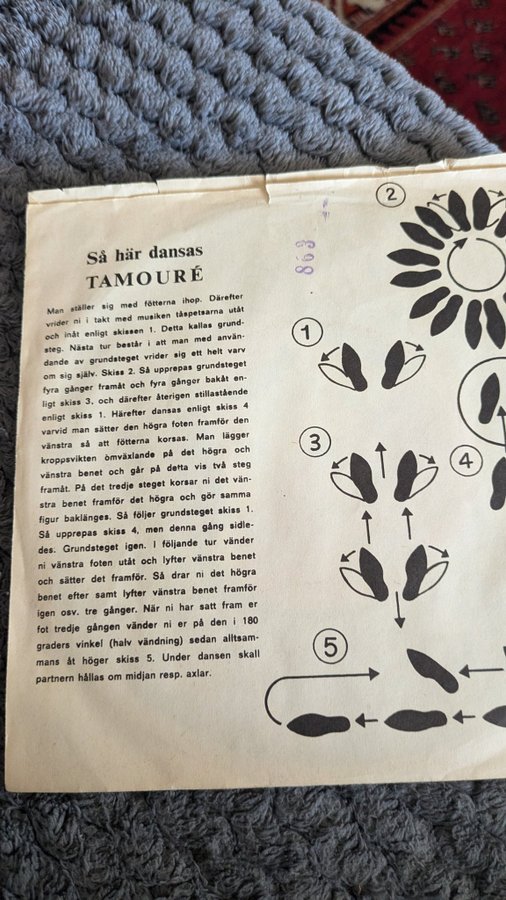 Så här dansas
TAMOURÉ
Man ställer sig med fötterna ihop. Därefter
vrider ni i takt med musiken tåspetsarna utåt
och inåt enligt skissen 1. Detta kallas grund-
steg. Nästa tur består i att man med använ-
dande av grundsteget vrider sig ett helt varv
om sig själv. Skiss 2. Så upprepas grundsteget
fyra gånger framåt och fyra gånger bakåt en-
ligt skiss 3, och därefter återigen stillastående
enligt skiss 1. Härefter dansas enligt skiss 4
varvid man sätter den högra foten framför den
vänstra så att fötterna korsas. Man lägger
kroppsvikten omväxlande på det högra och
vänstra benet och går på detta vis två steg
framåt. På det tredje steget korsar ni det vän-
stra benet framför det högra och gör samma
figur baklänges. Så följer grundsteget skiss 1.
Så upprepas skiss 4, men denna gång sidle-
des. Grundsteget igen. I följande tur vänder
ni vänstra foten utåt och lyfter vänstra benet
och sätter det framför. Så drar ni det högra
benet efter samt lyfter vänstra benet framför
igen osv. tre gånger. När ni har satt fram er
fot tredje gången vänder ni er på den i 180
graders vinkel (halv vändning) sedan alltsam-
mans åt höger skiss 5. Under dansen skall
partnern hållas om midjan resp. axlar.
863
1
2
3
4
5